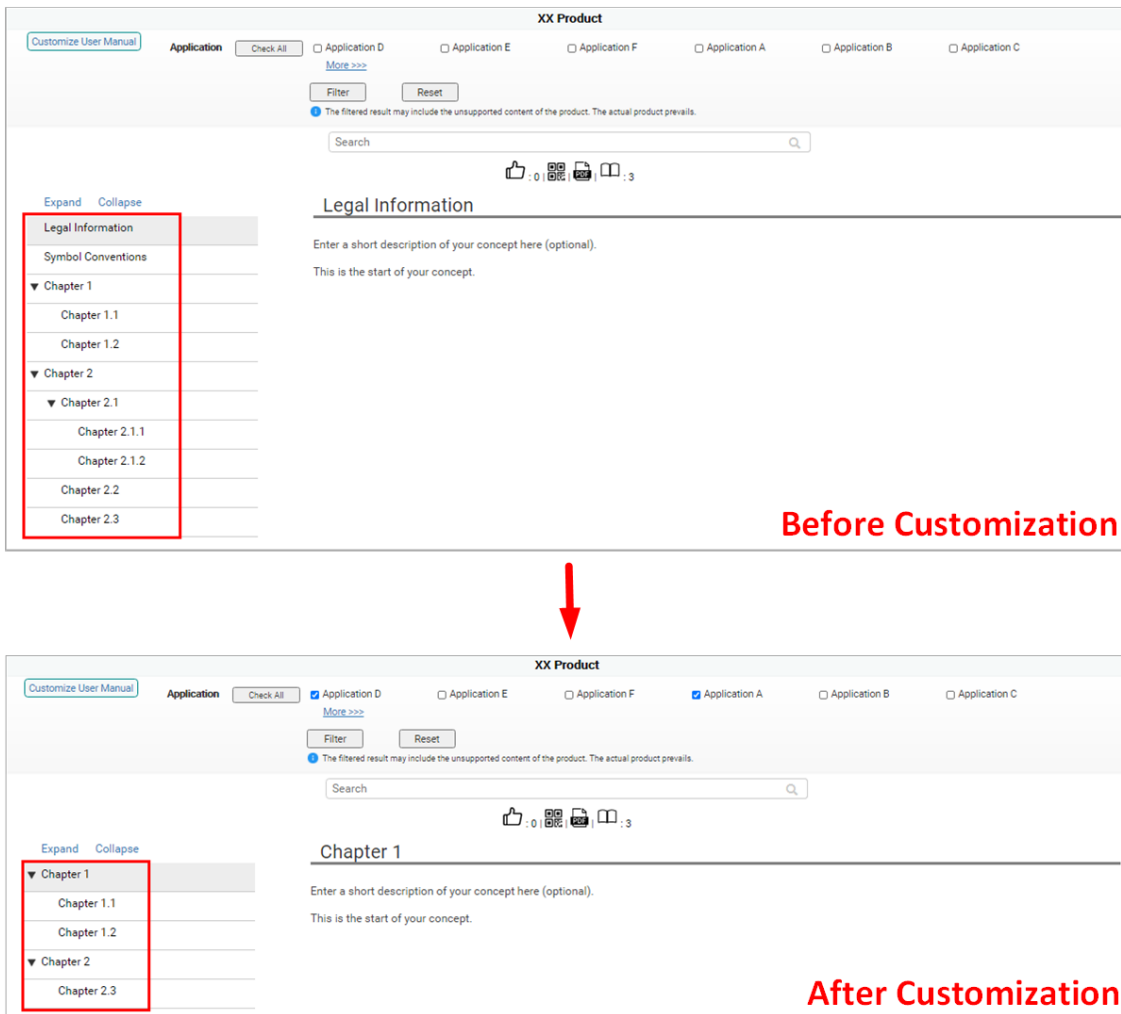 XX Product
Customize User Manual
Application Check All Application D Application E Application F Application A Application B Application C
More >>>
Filter Reset
The filtered result may include the unsupported content of the product. The actual product prevails.
Search
: 0 | | PDF | : 3
Expand Collapse
Legal Information
Legal Information
Enter a short description of your concept here (optional).
This is the start of your concept.
Symbol Conventions
Chapter 1
Chapter 1.1
Chapter 1.2
Chapter 2
Chapter 2.1
Chapter 2.1.1
Chapter 2.1.2
Chapter 2.2
Chapter 2.3
Before Customization
XX Product
Customize User Manual
Application Check All Application D Application E Application F Application A Application B Application C
More >>>
Filter Reset
The filtered result may include the unsupported content of the product. The actual product prevails.
Search
: 0 | | PDF | : 3
Expand Collapse
Chapter 1
Chapter 1
Enter a short description of your concept here (optional).
This is the start of your concept.
Chapter 1.1
Chapter 1.2
Chapter 2
Chapter 2.3
After Customization